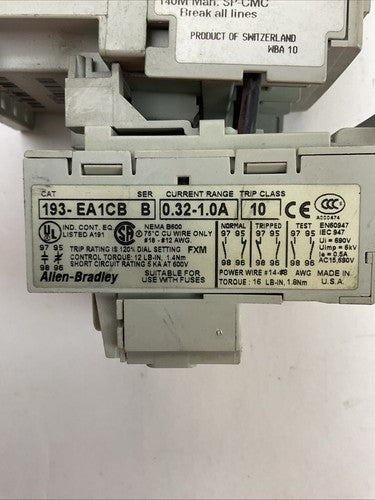 140M Man. SP-CMC
Break all lines
PRODUCT OF SWITZERLAND
WBA 10
CAT SER CURRENT RANGE TRIP CLASS
193- EA1CB B 0.32-1.0A 10 CE CCC
A000474
UL IND. CONT. EQ. LISTED A191
SA NEMA B600
75°C CU WIRE ONLY
#18 - #12 AWG.
NORMAL TRIPPED TEST
97 95 97 95 97 95
98 96 98 96 98 96
EN60947
IEC 947
Ui = 690V
Uimp = 6kV
Ie = 0.5A
AC15,690V
97 95
98 96
TRIP RATING IS 120% DIAL SETTING FXM
CONTROL TORQUE: 12 LB-IN, 1.4Nm
SHORT CIRCUIT RATING 5 KA AT 600V
Allen-Bradley
SUITABLE FOR
USE WITH FUSES
POWER WIRE #14-#8 AWG
TORQUE: 16 LB-IN, 1.8Nm
MADE IN
U.S.A.